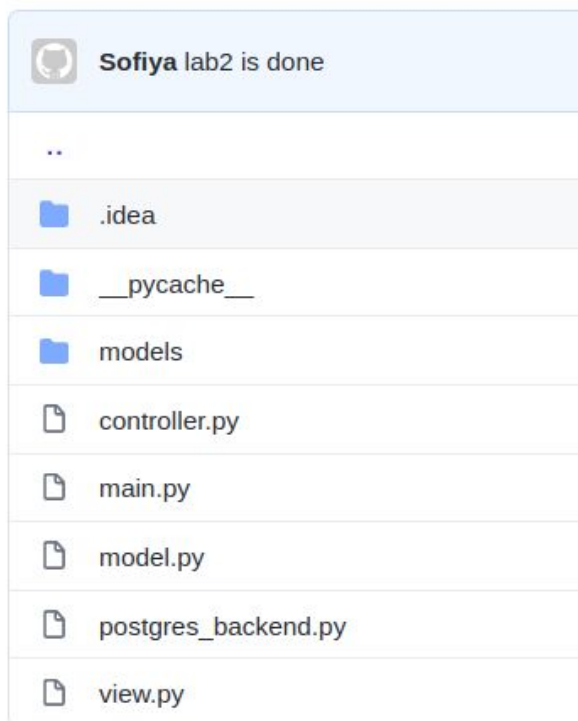 Sofiya lab2 is done
..
.idea
__pycache__
models
controller.py
main.py
model.py
postgres_backend.py
view.py